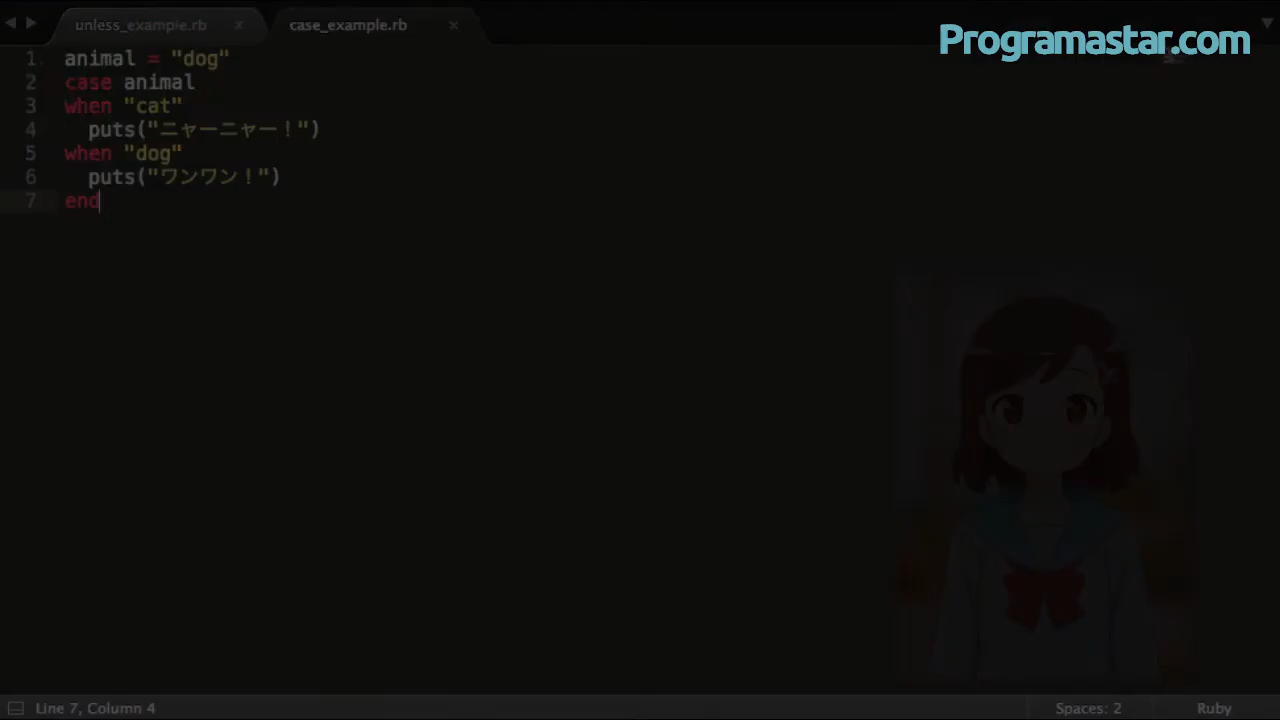 unless_example.rb × case_example.rb ×
Programastar.com
1 animal = "dog"
2 case animal
3 when "cat"
4 puts("ニャーニャー！")
5 when "dog"
6 puts("ワンワン！")
7 end
Line 7, Column 4 Spaces: 2 Ruby